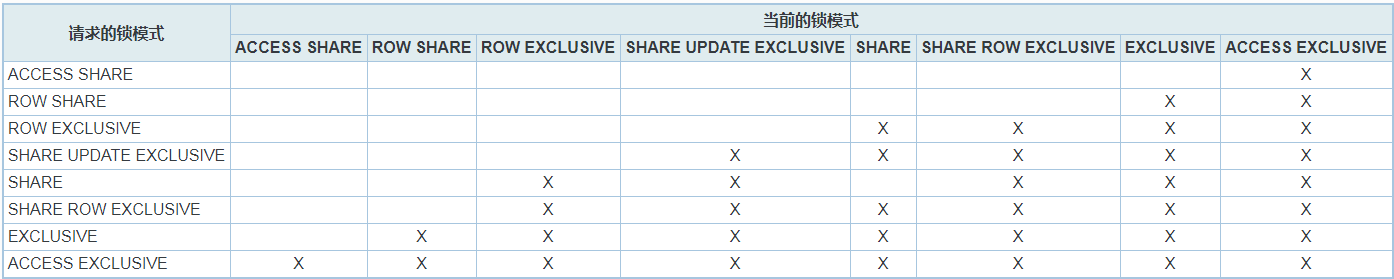 请求的锁模式 当前的锁模式
ACCESS SHARE ROW SHARE ROW EXCLUSIVE SHARE UPDATE EXCLUSIVE SHARE SHARE ROW EXCLUSIVE EXCLUSIVE ACCESS EXCLUSIVE
ACCESS SHARE X
ROW SHARE X X
ROW EXCLUSIVE X X X X
SHARE UPDATE EXCLUSIVE X X X X X
SHARE X X X X X
SHARE ROW EXCLUSIVE X X X X X X
EXCLUSIVE X X X X X X X
ACCESS EXCLUSIVE X X X X X X X X